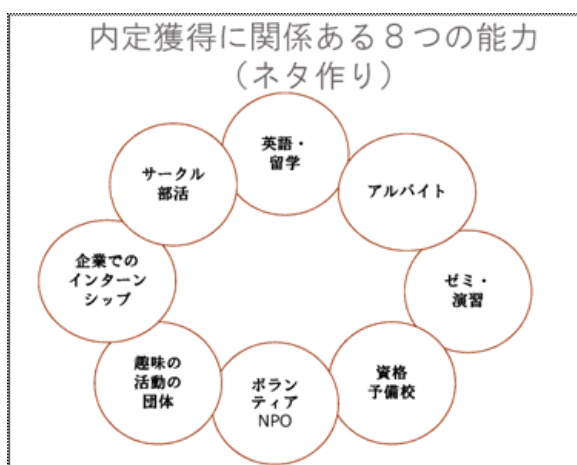 内定獲得に関係ある８つの能力
（ネタ作り）
英語・
留学
アルバイト
ゼミ・
演習
資格
予備校
ボラン
ティア
NPO
趣味の
活動の
団体
企業での
インターン
シップ
サークル
部活